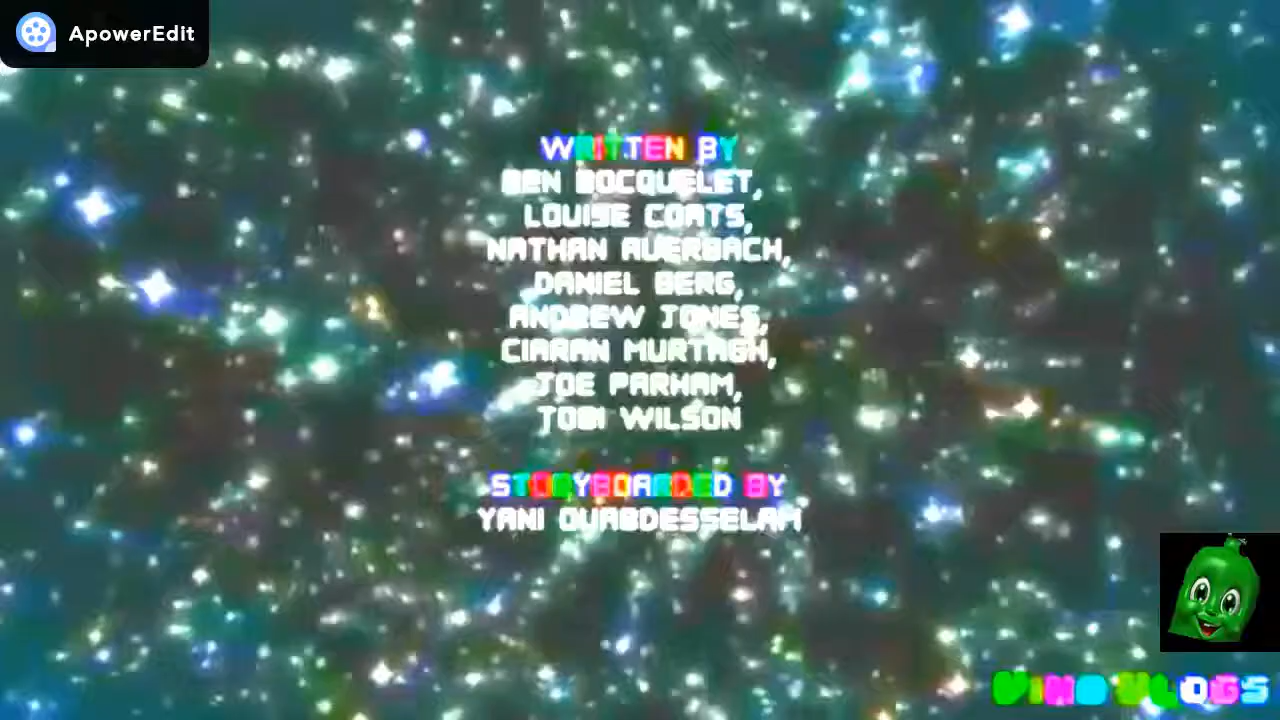 ApowerEdit
WRITTEN BY
BEN BOCQUELET,
LOUISE COATS,
NATHAN AUERBACH,
DANIEL BERG,
ANDREW JONES,
CIARAN MURTAGH,
JOE PARHAM,
TOBI WILSON
STORYBOARDED BY
YANI OUABDESSELAM
VINO VLOGS